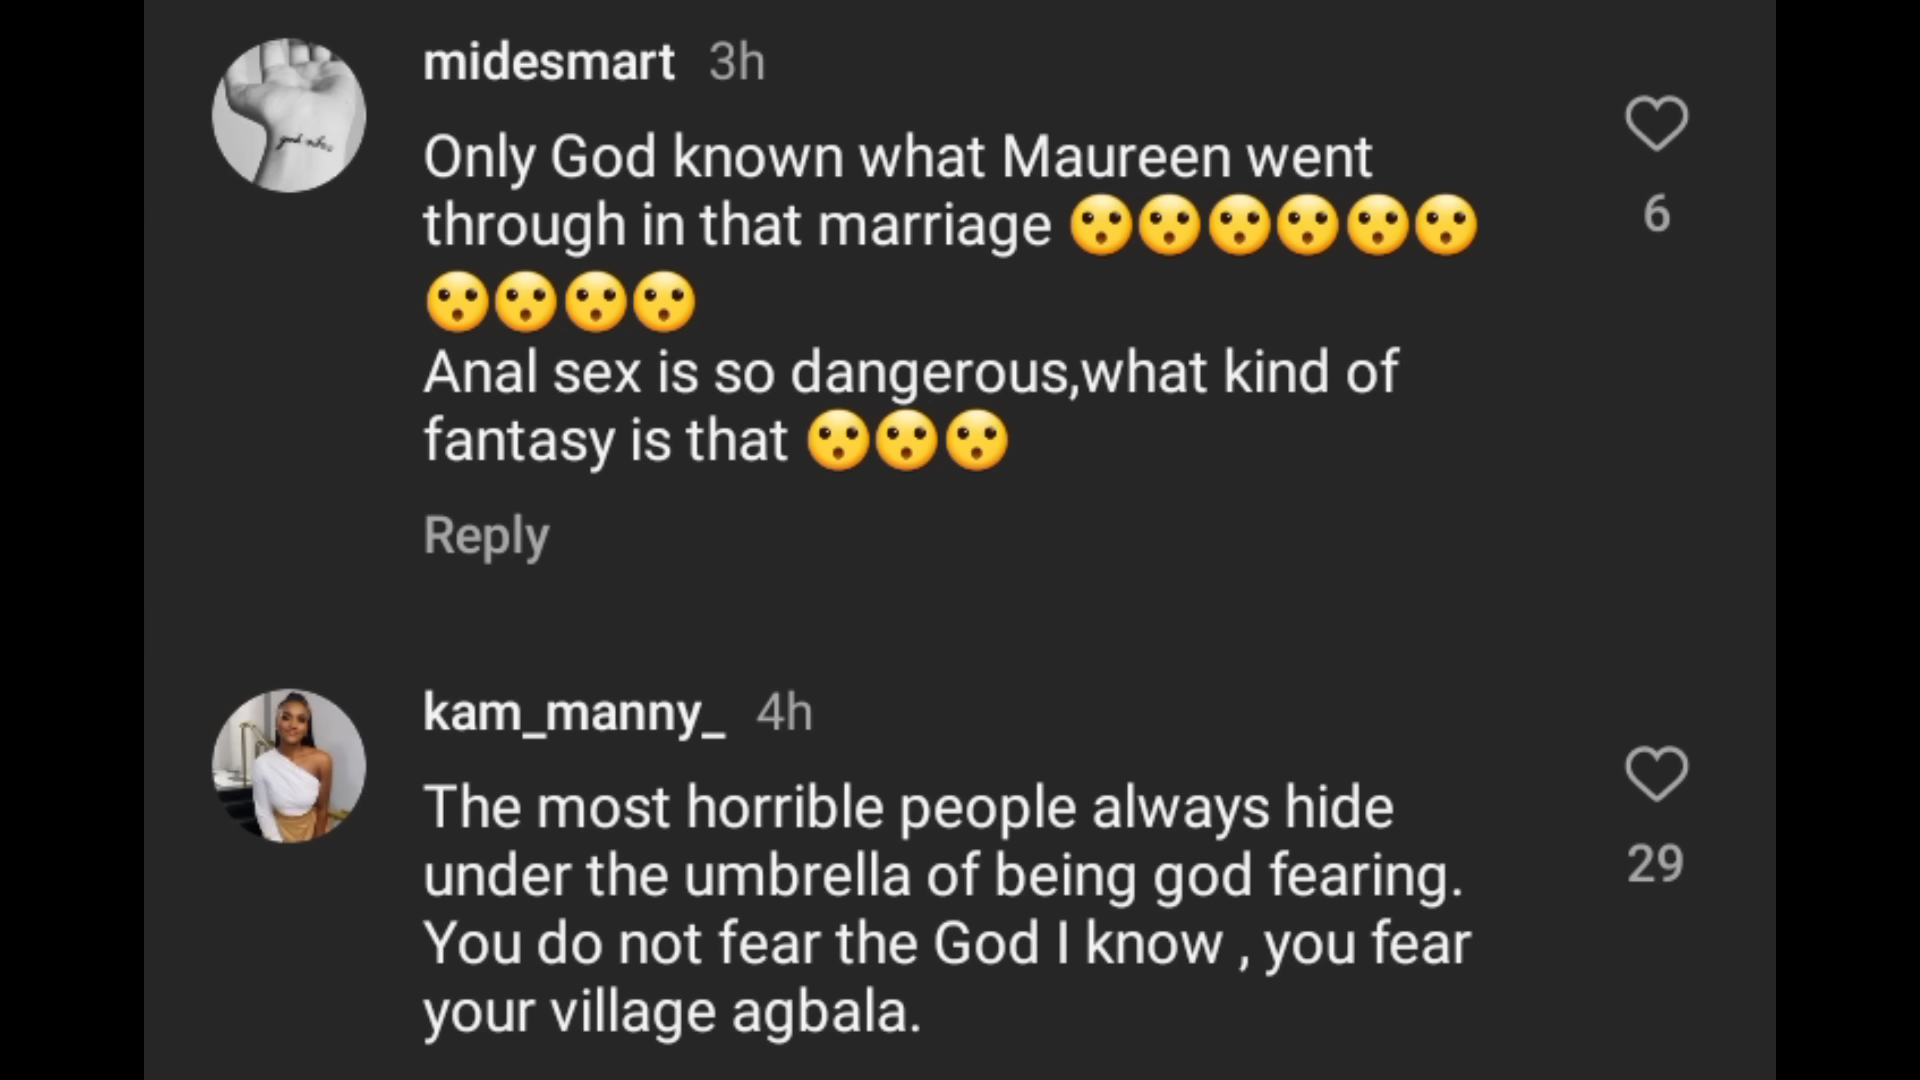 midesmart 3h
Only God known what Maureen went
through in that marriage 😯😯😯😯😯😯
😯😯😯😯
Anal sex is so dangerous,what kind of
fantasy is that 😯😯😯
6
Reply
kam_manny_ 4h
The most horrible people always hide
under the umbrella of being god fearing.
You do not fear the God I know , you fear
your village agbala.
29